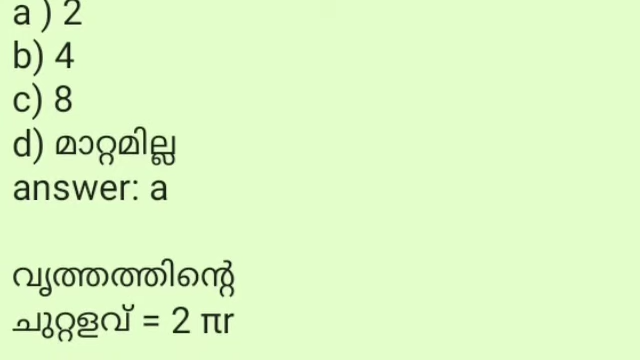 a ) 2
b) 4
c) 8
d) മാറ്റമില്ല
answer: a
വൃത്തത്തിന്റെ
ചുറ്റളവ് = 2 πr